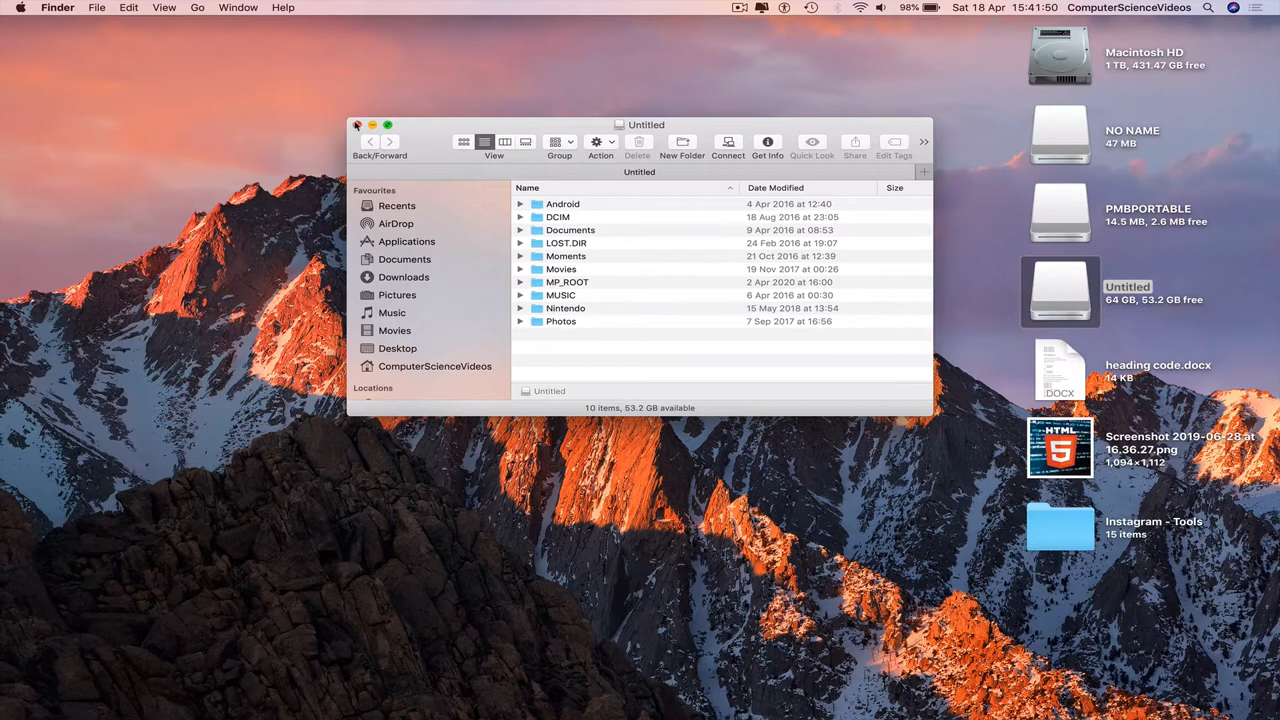 Finder File Edit View Go Window Help 98% Sat 18 Apr 15:41:50 ComputerScienceVideos
Untitled
Back/Forward View Group Action Delete New Folder Connect Get Info Quick Look Share Edit Tags
Untitled
Favourites
Recents
AirDrop
Applications
Documents
Downloads
Pictures
Music
Movies
Desktop
ComputerScienceVideos
Locations
Name Date Modified Size
Android 4 Apr 2016 at 12:40
DCIM 18 Aug 2016 at 23:05
Documents 9 Apr 2016 at 08:53
LOST.DIR 24 Feb 2016 at 19:07
Moments 21 Oct 2016 at 12:39
Movies 19 Nov 2017 at 00:26
MP_ROOT 2 Apr 2020 at 16:00
MUSIC 6 Apr 2016 at 00:30
Nintendo 15 May 2018 at 13:54
Photos 7 Sep 2017 at 16:56
Untitled
10 items, 53.2 GB available
Macintosh HD
1 TB, 431.47 GB free
NO NAME
47 MB
PMBPORTABLE
14.5 MB, 2.6 MB free
Untitled
64 GB, 53.2 GB free
DOCX
heading code.docx
14 KB
HTML
5
Screenshot 2019-06-28 at
16.36.27.png
1,094×1,112
Instagram - Tools
15 items